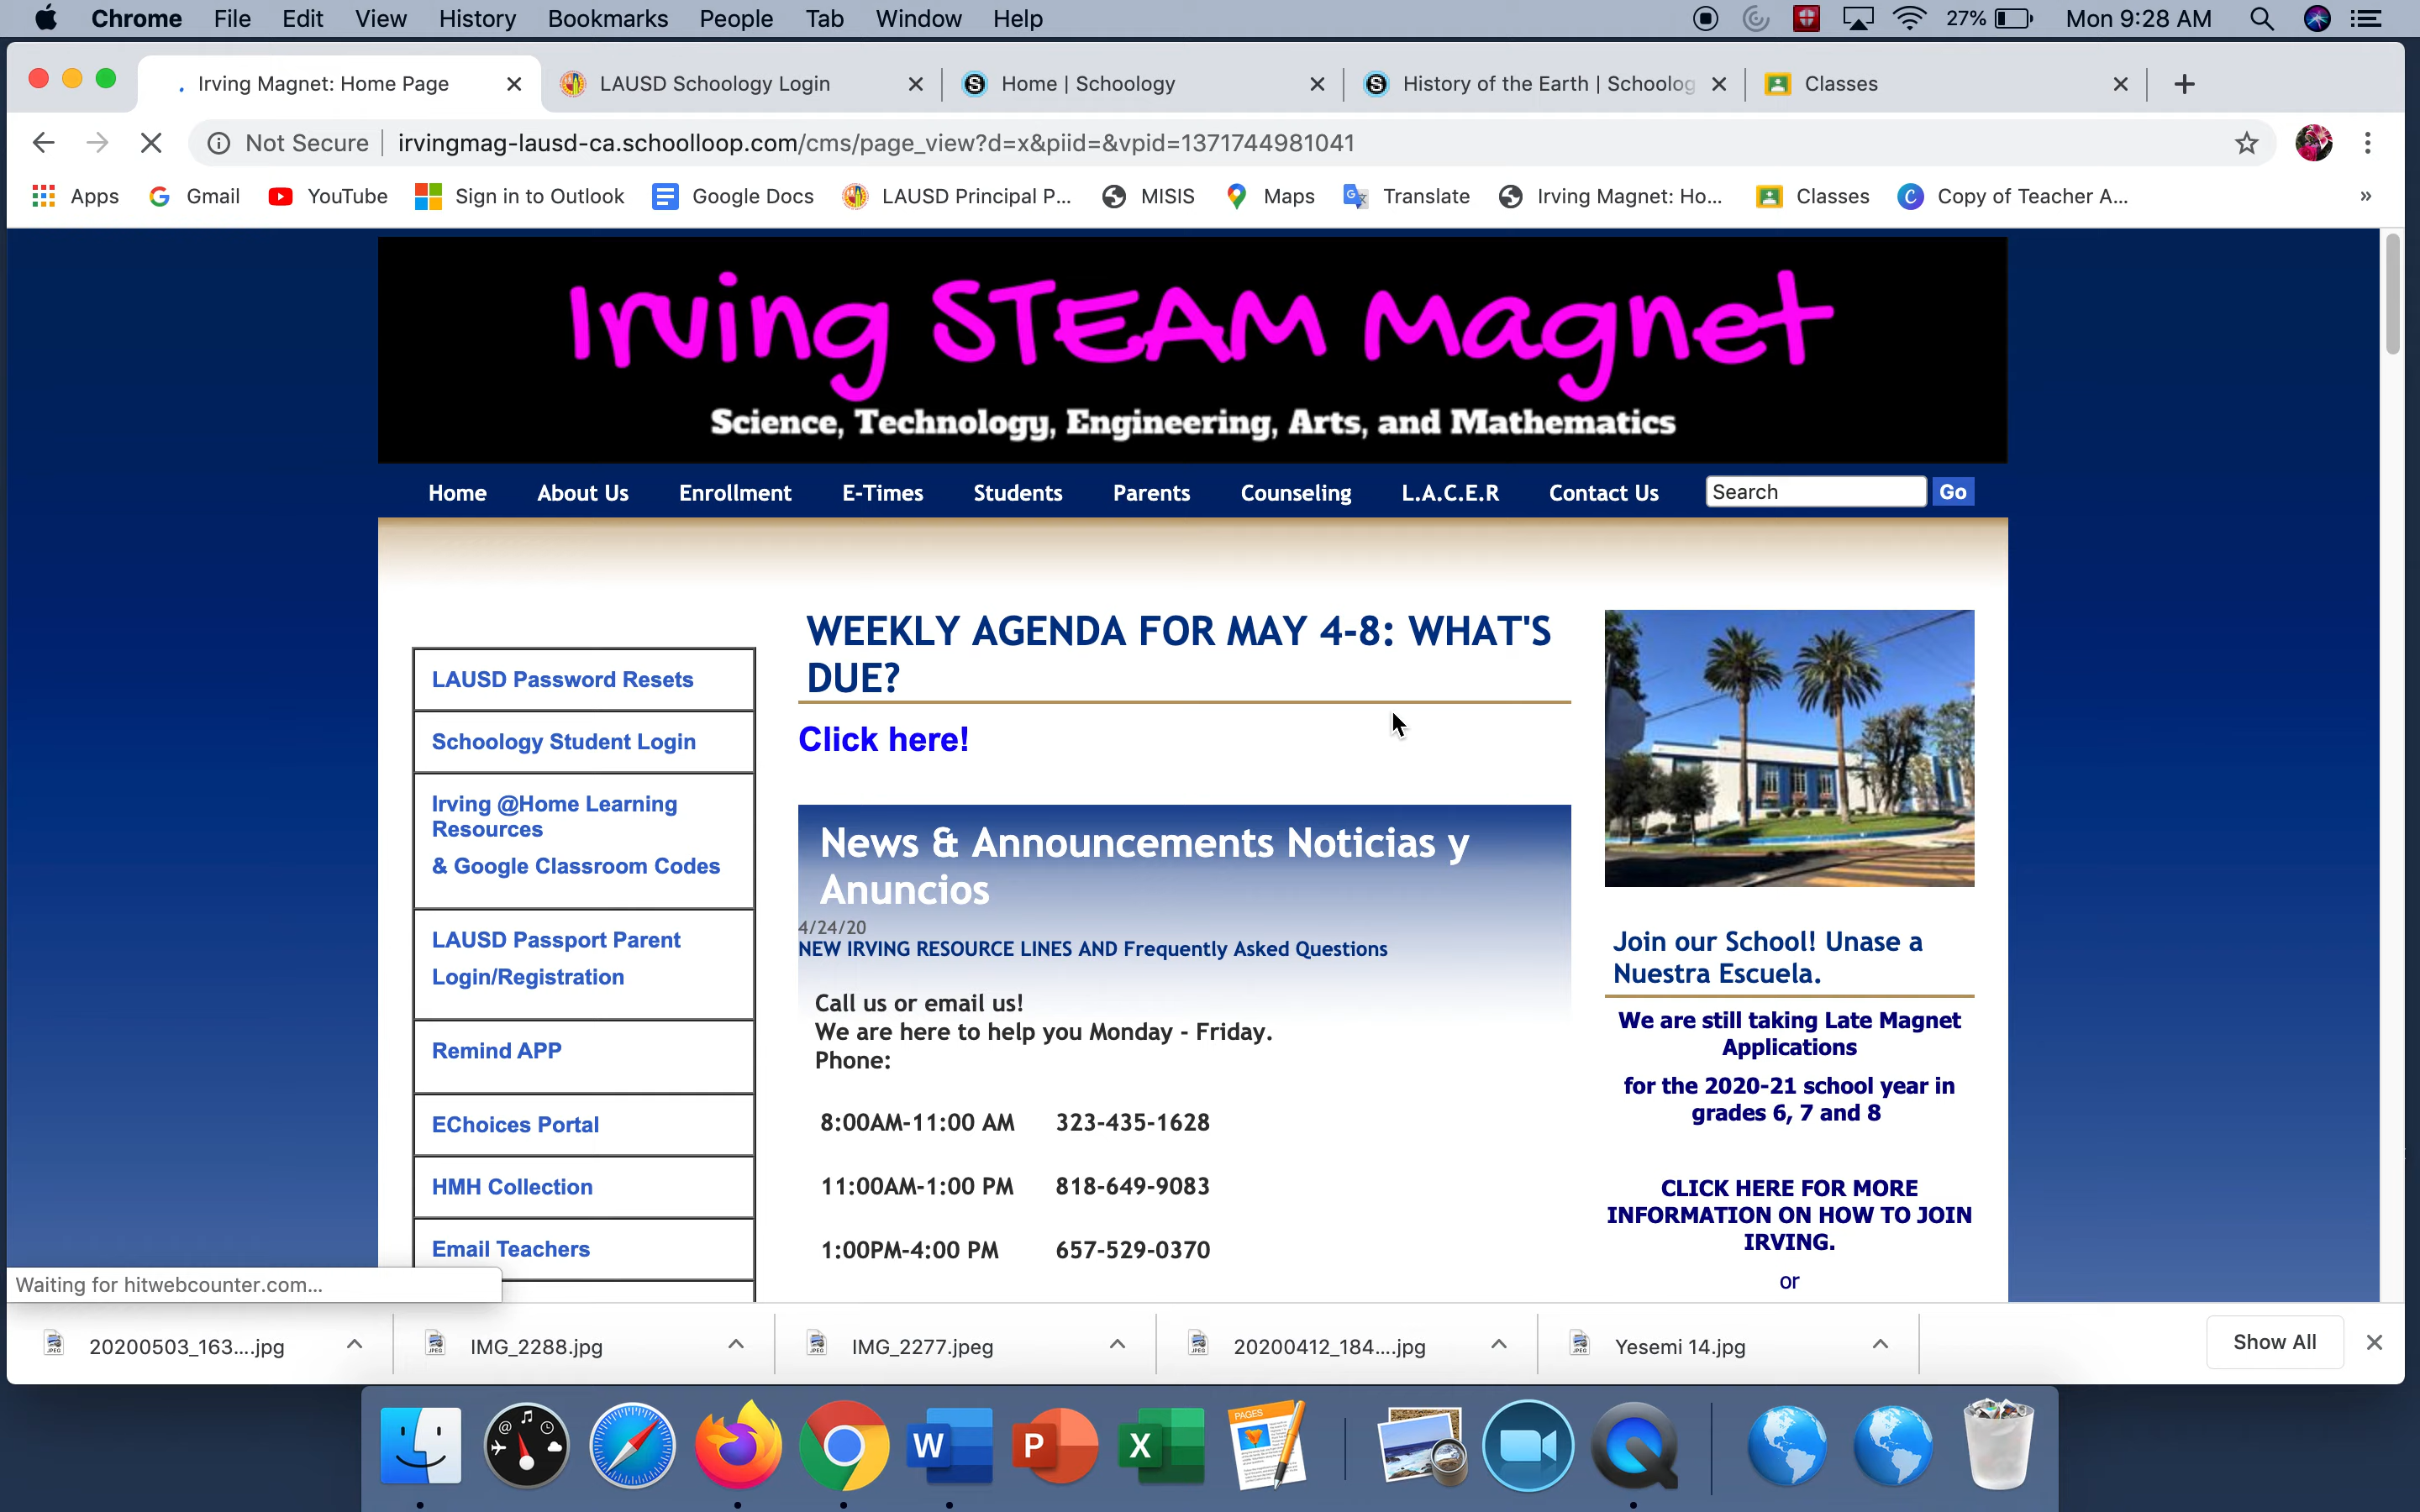 Chrome File Edit View History Bookmarks People Tab Window Help 27% Mon 9:28 AM
Irving Magnet: Home Page LAUSD Schoology Login Home | Schoology History of the Earth | Schoolog Classes
Not Secure irvingmag-lausd-ca.schoolloop.com/cms/page_view?d=x&piid=&vpid=1371744981041
Apps Gmail YouTube Sign in to Outlook Google Docs LAUSD Principal P... MISIS Maps Translate Irving Magnet: Ho... Classes Copy of Teacher A... »
Irving STEAM Magnet
Science, Technology, Engineering, Arts, and Mathematics
Home About Us Enrollment E-Times Students Parents Counseling L.A.C.E.R Contact Us Search Go
LAUSD Password Resets
Schoology Student Login
Irving @Home Learning
Resources
& Google Classroom Codes
LAUSD Passport Parent
Login/Registration
Remind APP
EChoices Portal
HMH Collection
Email Teachers
WEEKLY AGENDA FOR MAY 4-8: WHAT'S
DUE?
Click here!
News & Announcements Noticias y
Anuncios
4/24/20
NEW IRVING RESOURCE LINES AND Frequently Asked Questions
Call us or email us!
We are here to help you Monday - Friday.
Phone:
8:00AM-11:00 AM 323-435-1628
11:00AM-1:00 PM 818-649-9083
1:00PM-4:00 PM 657-529-0370
Join our School! Unase a
Nuestra Escuela.
We are still taking Late Magnet
Applications
for the 2020-21 school year in
grades 6, 7 and 8
CLICK HERE FOR MORE
INFORMATION ON HOW TO JOIN
IRVING.
or
Waiting for hitwebcounter.com...
20200503_163....jpg IMG_2288.jpg IMG_2277.jpeg 20200412_184....jpg Yesemi 14.jpg Show All
W P X PAGES